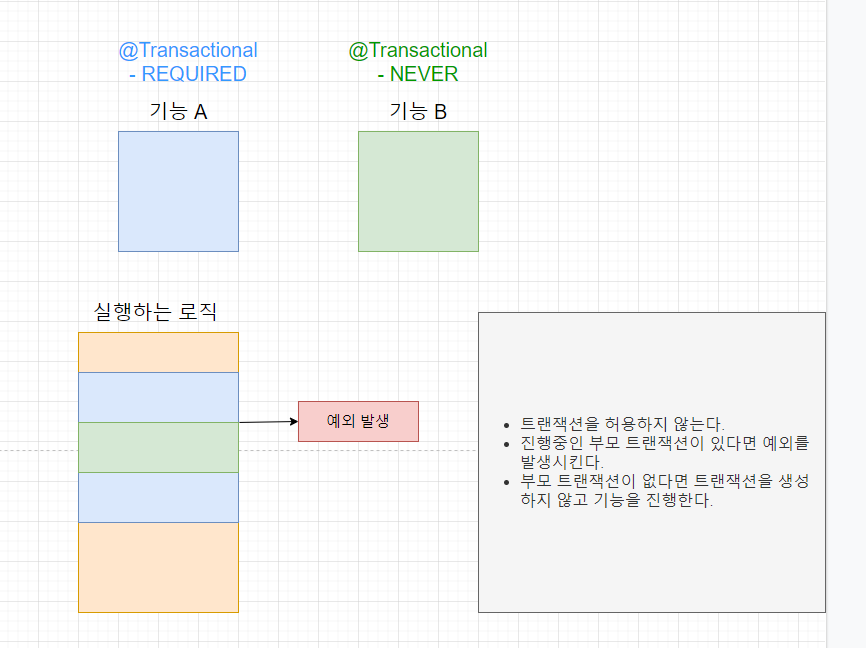 @Transactional
- REQUIRED
@Transactional
- NEVER
기능 A
기능 B
실행하는 로직
예외 발생
• 트랜잭션을 허용하지 않는다.
• 진행중인 부모 트랜잭션이 있다면 예외를
발생시킨다.
• 부모 트랜잭션이 없다면 트랜잭션을 생성
하지 않고 기능을 진행한다.